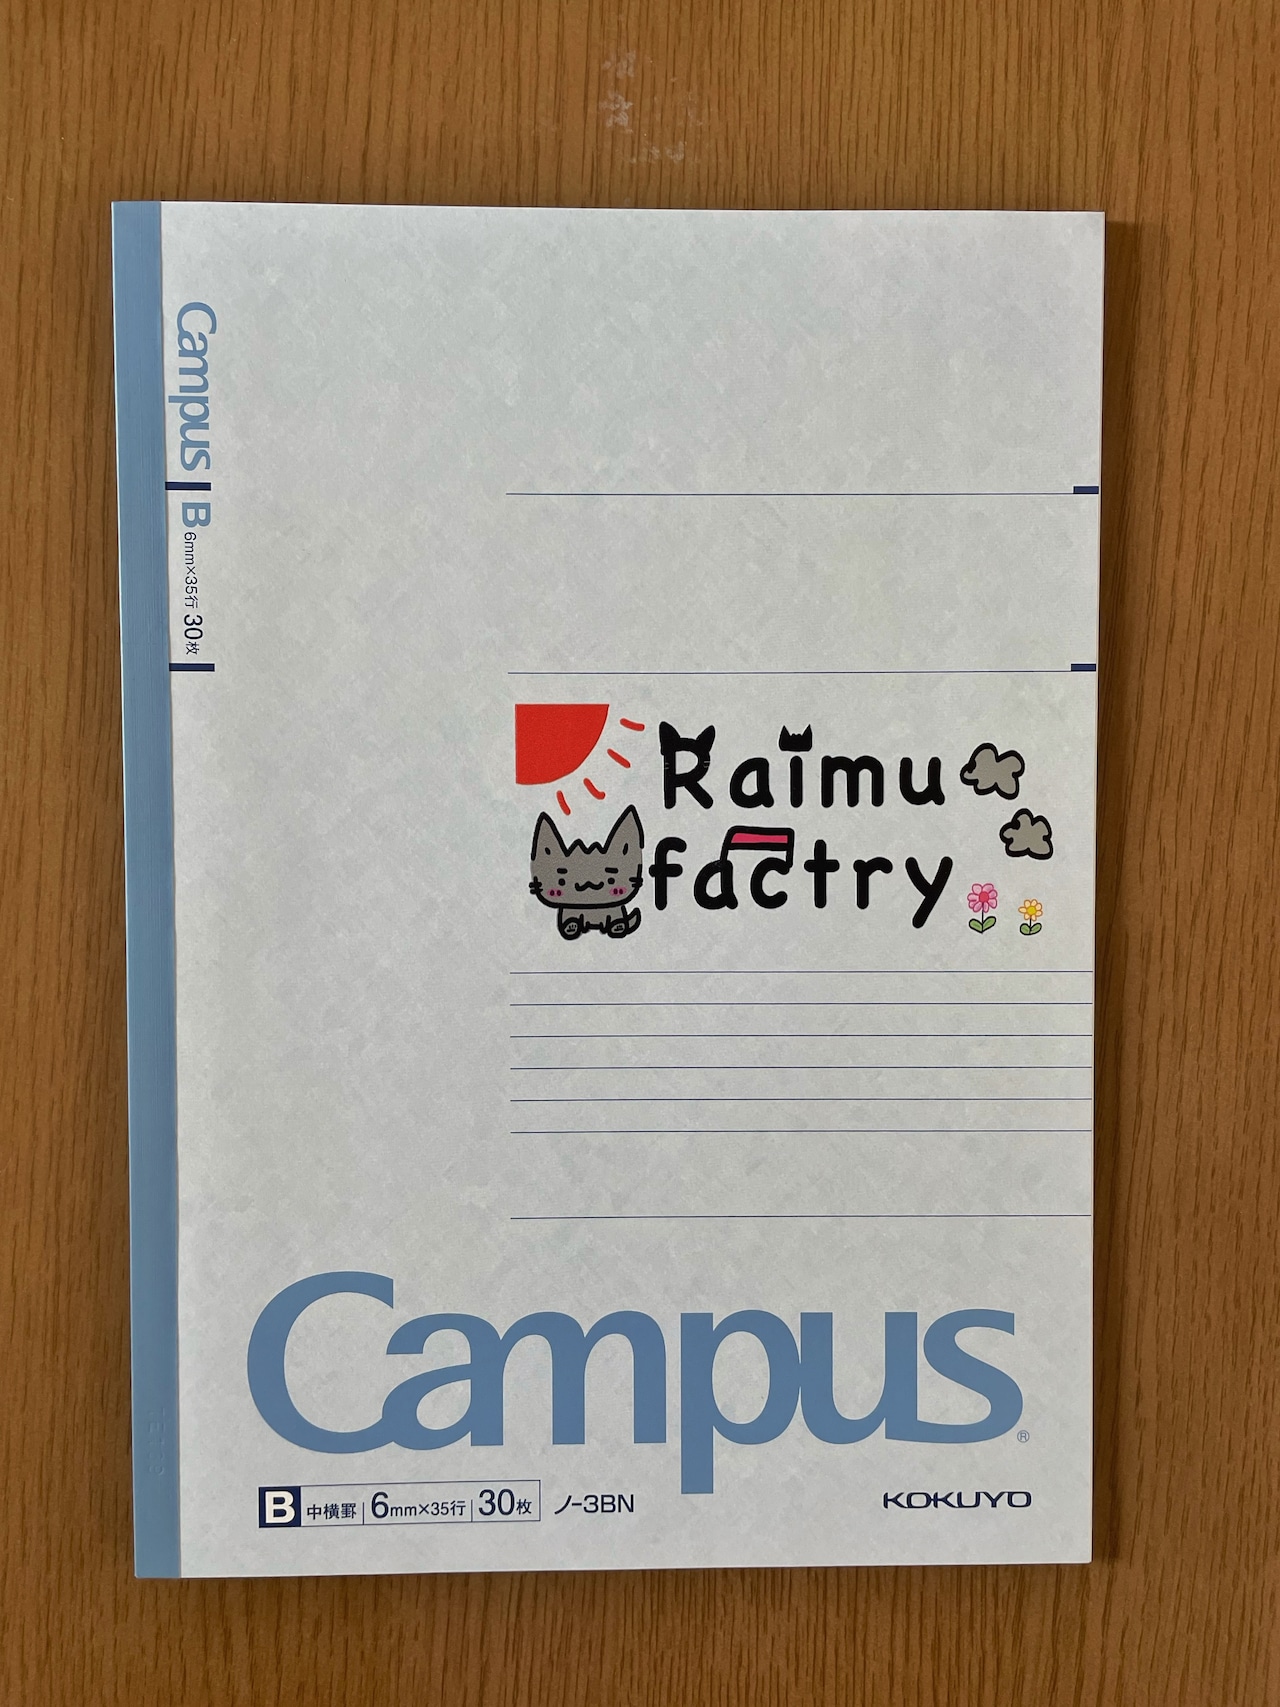 Campus
B 6mm×35行 30枚
Raimu
factry
Campus®
B 中横罫 6mm×35行 30枚 ノ-3BN
KOKUYO